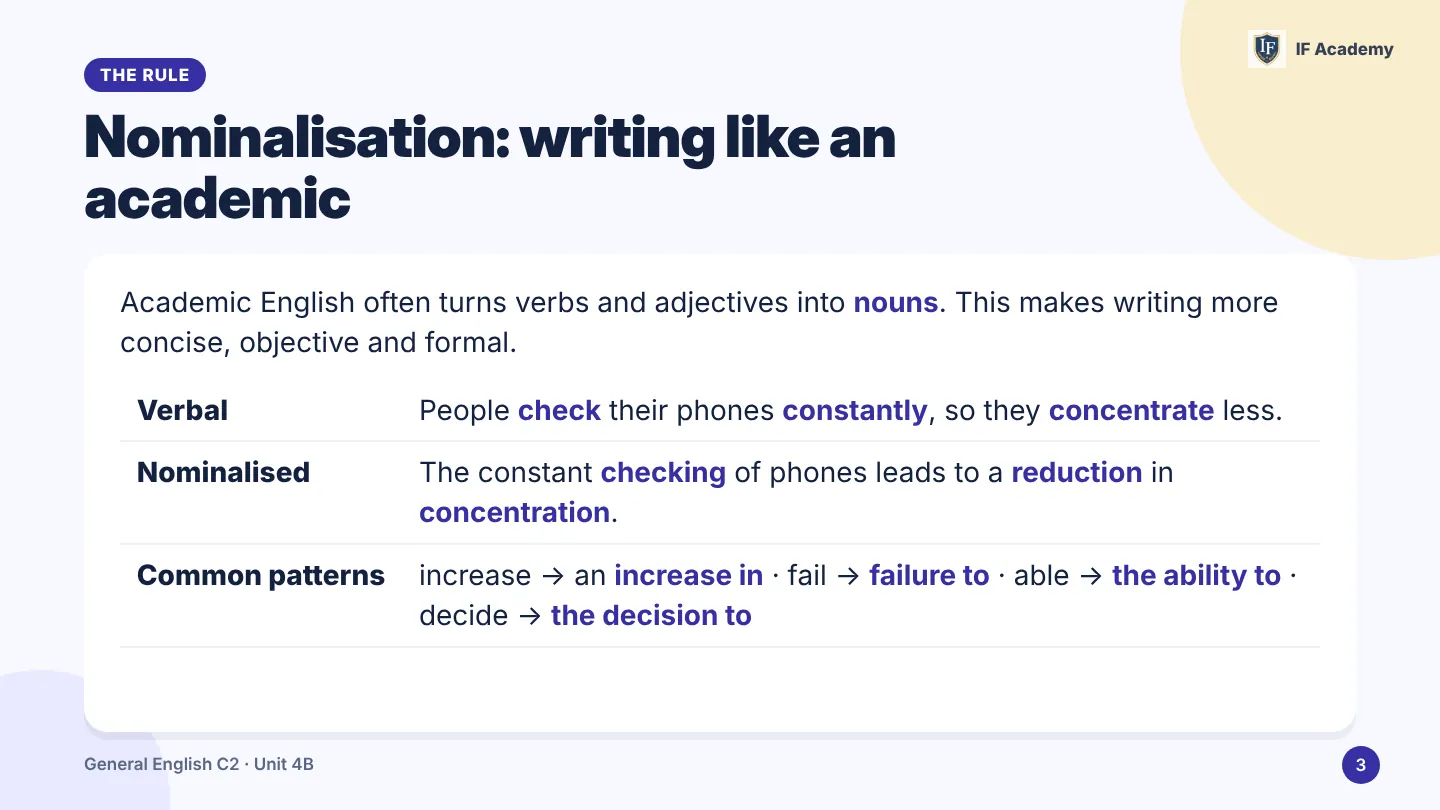 IF IF Academy
THE RULE
Nominalisation: writing like an
academic
Academic English often turns verbs and adjectives into nouns. This makes writing more
concise, objective and formal.
Verbal People check their phones constantly, so they concentrate less.
Nominalised The constant checking of phones leads to a reduction in
concentration.
Common patterns increase → an increase in · fail → failure to · able → the ability to ·
decide → the decision to
General English C2 · Unit 4B
3